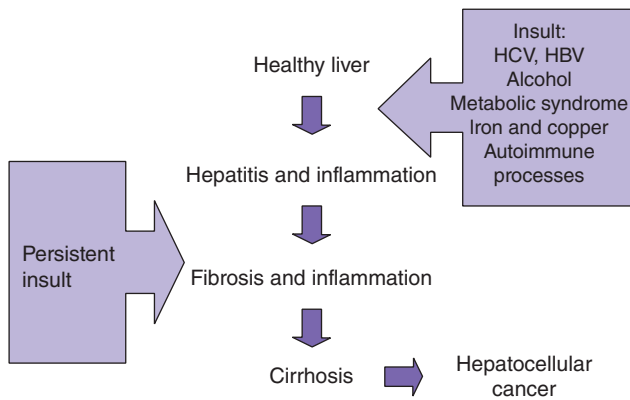 Insult:
HCV, HBV
Alcohol
Metabolic syndrome
Iron and copper
Autoimmune
processes
Healthy liver
Hepatitis and inflammation
Persistent
insult
Fibrosis and inflammation
Cirrhosis
Hepatocellular
cancer